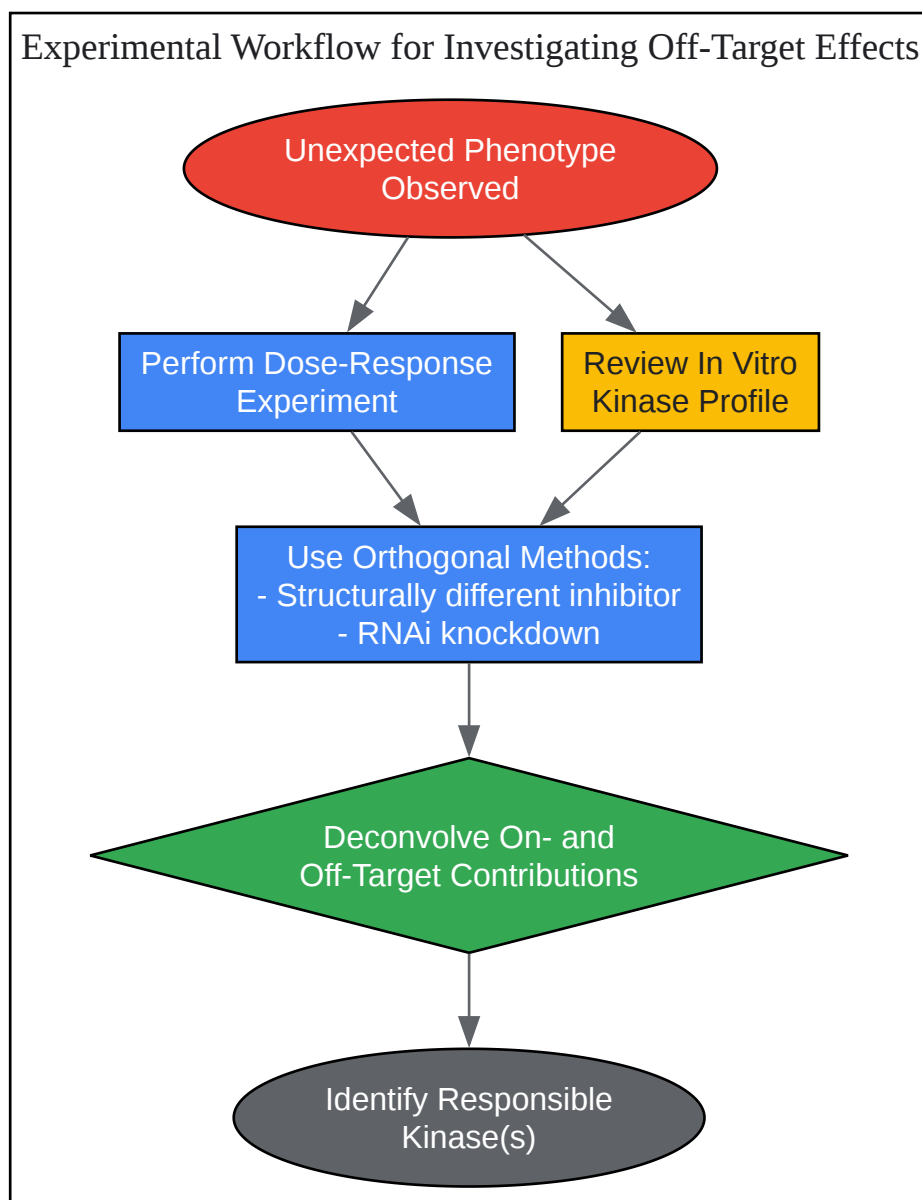 Experimental Workflow for Investigating Off-Target Effects
Unexpected Phenotype
Observed
Perform Dose-Response
Experiment
Review In Vitro
Kinase Profile
Use Orthogonal Methods:
- Structurally different inhibitor
- RNAi knockdown
Deconvolve On- and
Off-Target Contributions
Identify Responsible
Kinase(s)